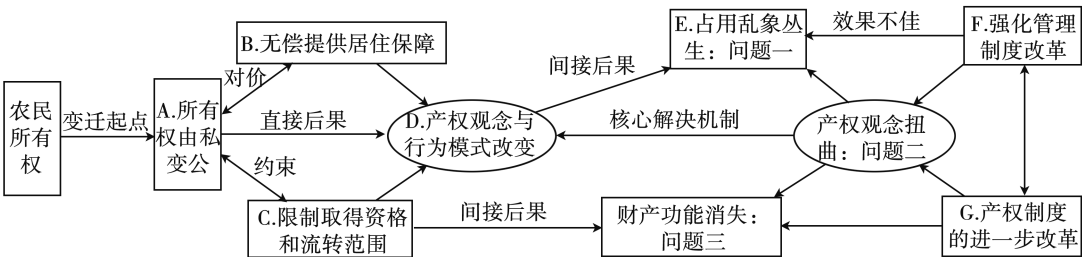 农民
所有
权
变迁起点
A.所有
权由私
变公
对价
B.无偿提供居住保障
直接后果
约束
C.限制取得资格
和流转范围
D.产权观念与
行为模式改变
间接后果
间接后果
E.占用乱象丛
生：问题一
核心解决机制
财产功能消失：
问题三
效果不佳
产权观念扭
曲：问题二
F.强化管理
制度改革
G.产权制度
的进一步改革